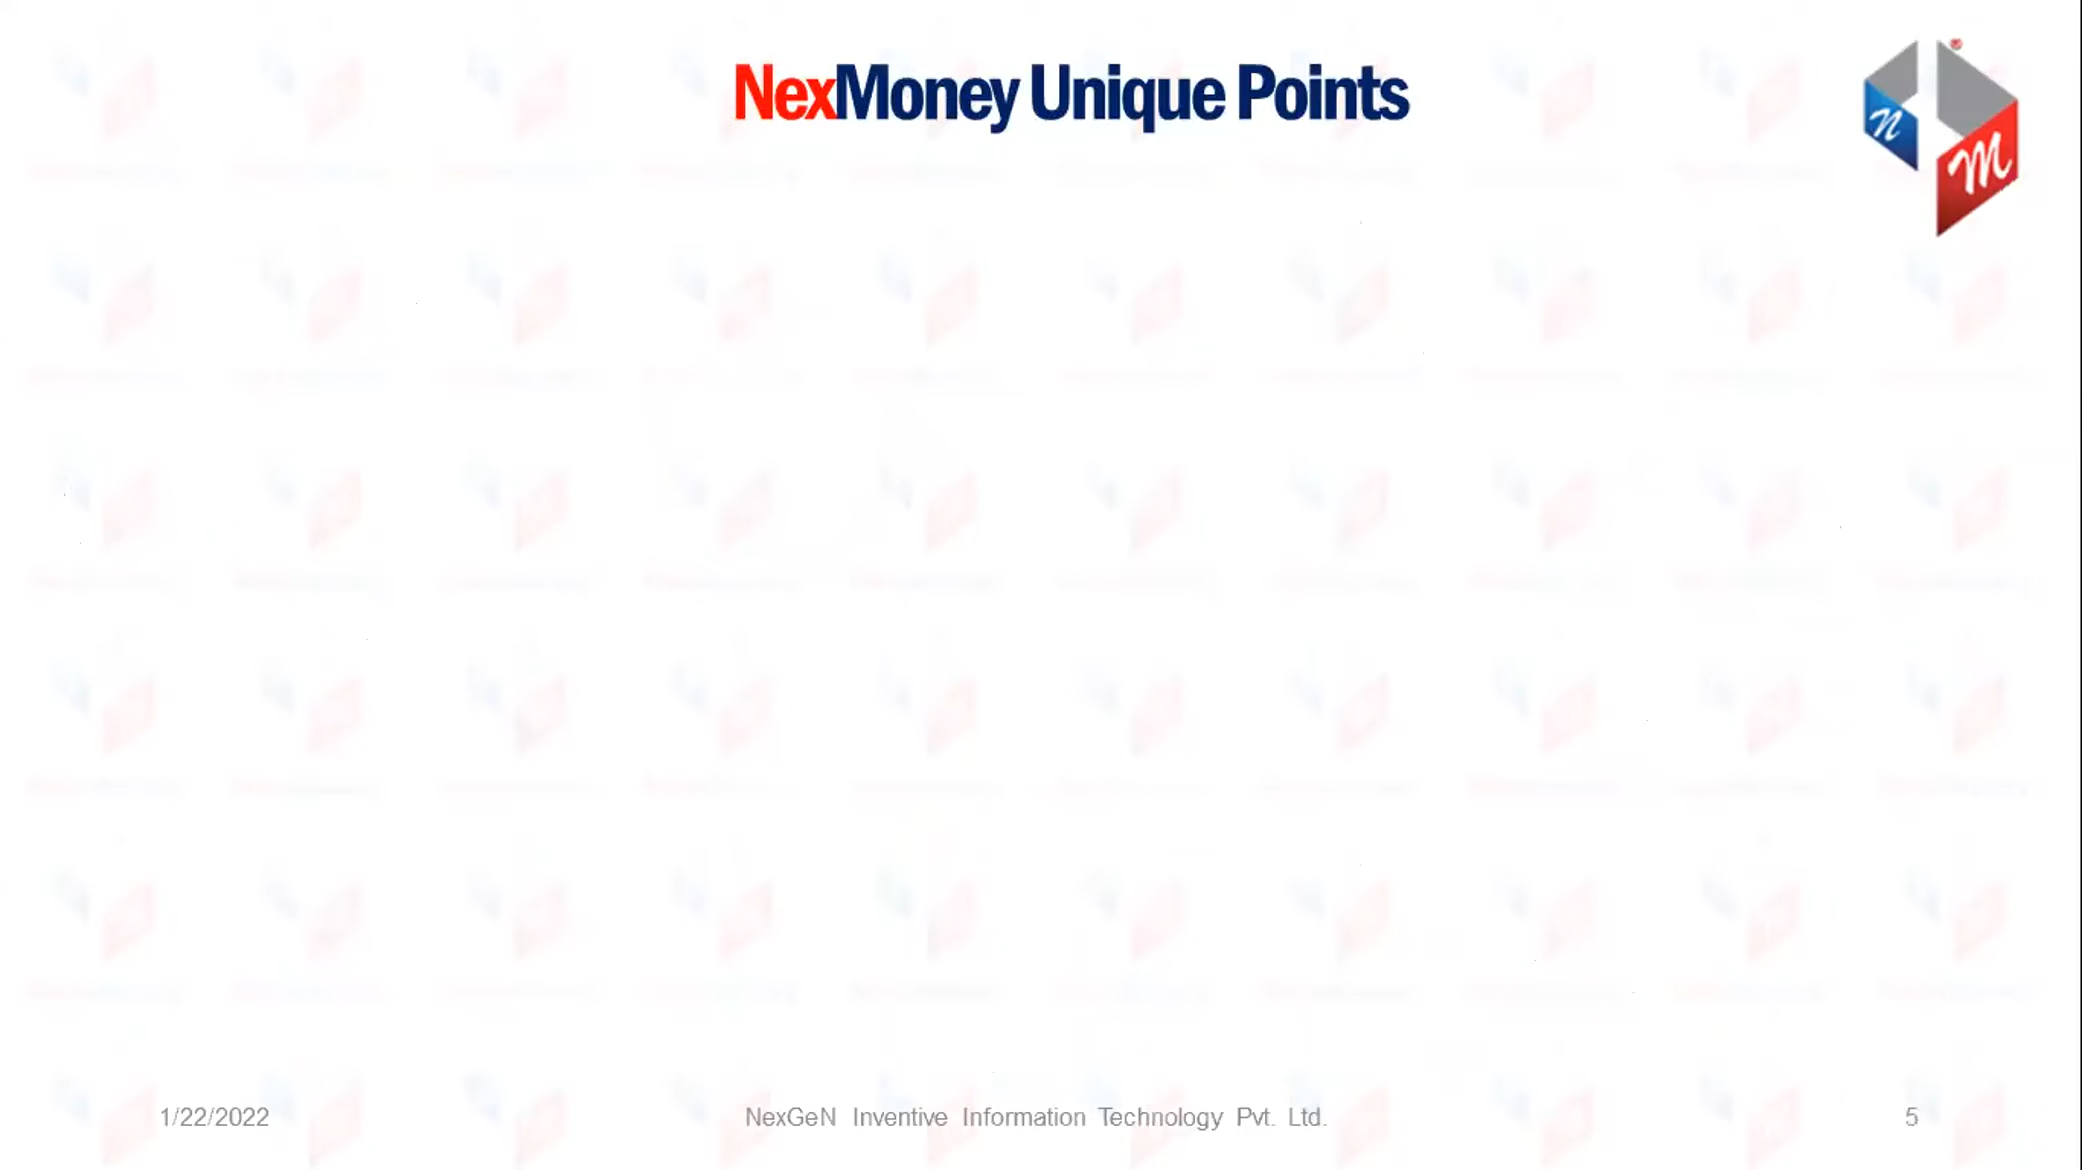 NexMoney Unique Points
®
n
m
1/22/2022
NexGeN Inventive Information Technology Pvt. Ltd.
5